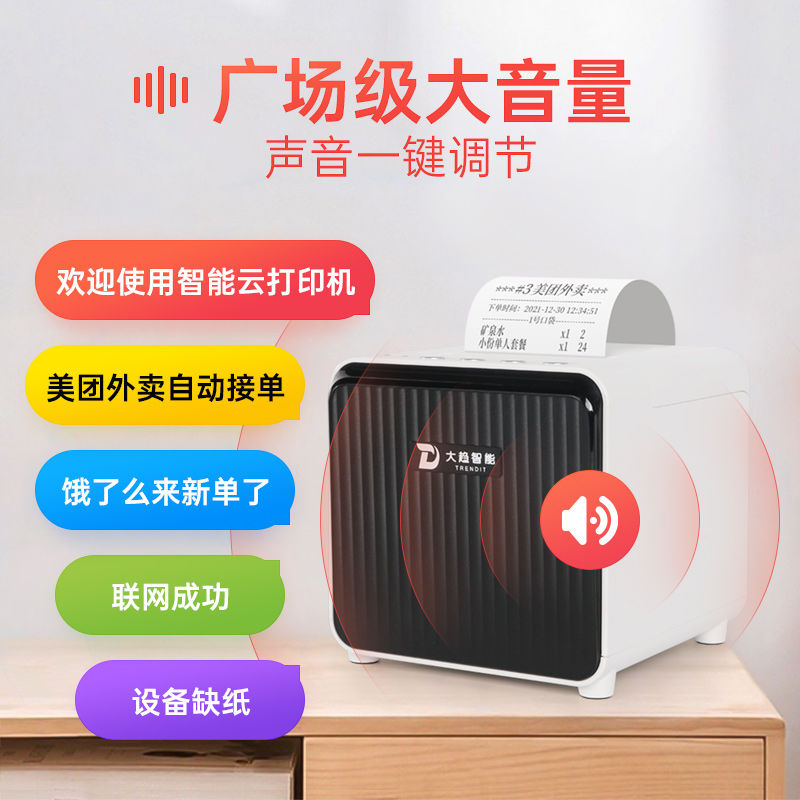 广场级大音量
声音一键调节
欢迎使用智能云打印机
美团外卖自动接单
饿了么来新单了
联网成功
设备缺纸
***#3美团外卖***
下单时间：2021-12-30 12:34:51
--------1号口袋--------
矿泉水 x1 2
小份单人套餐 x1 24
大趋智能
TRENDIT